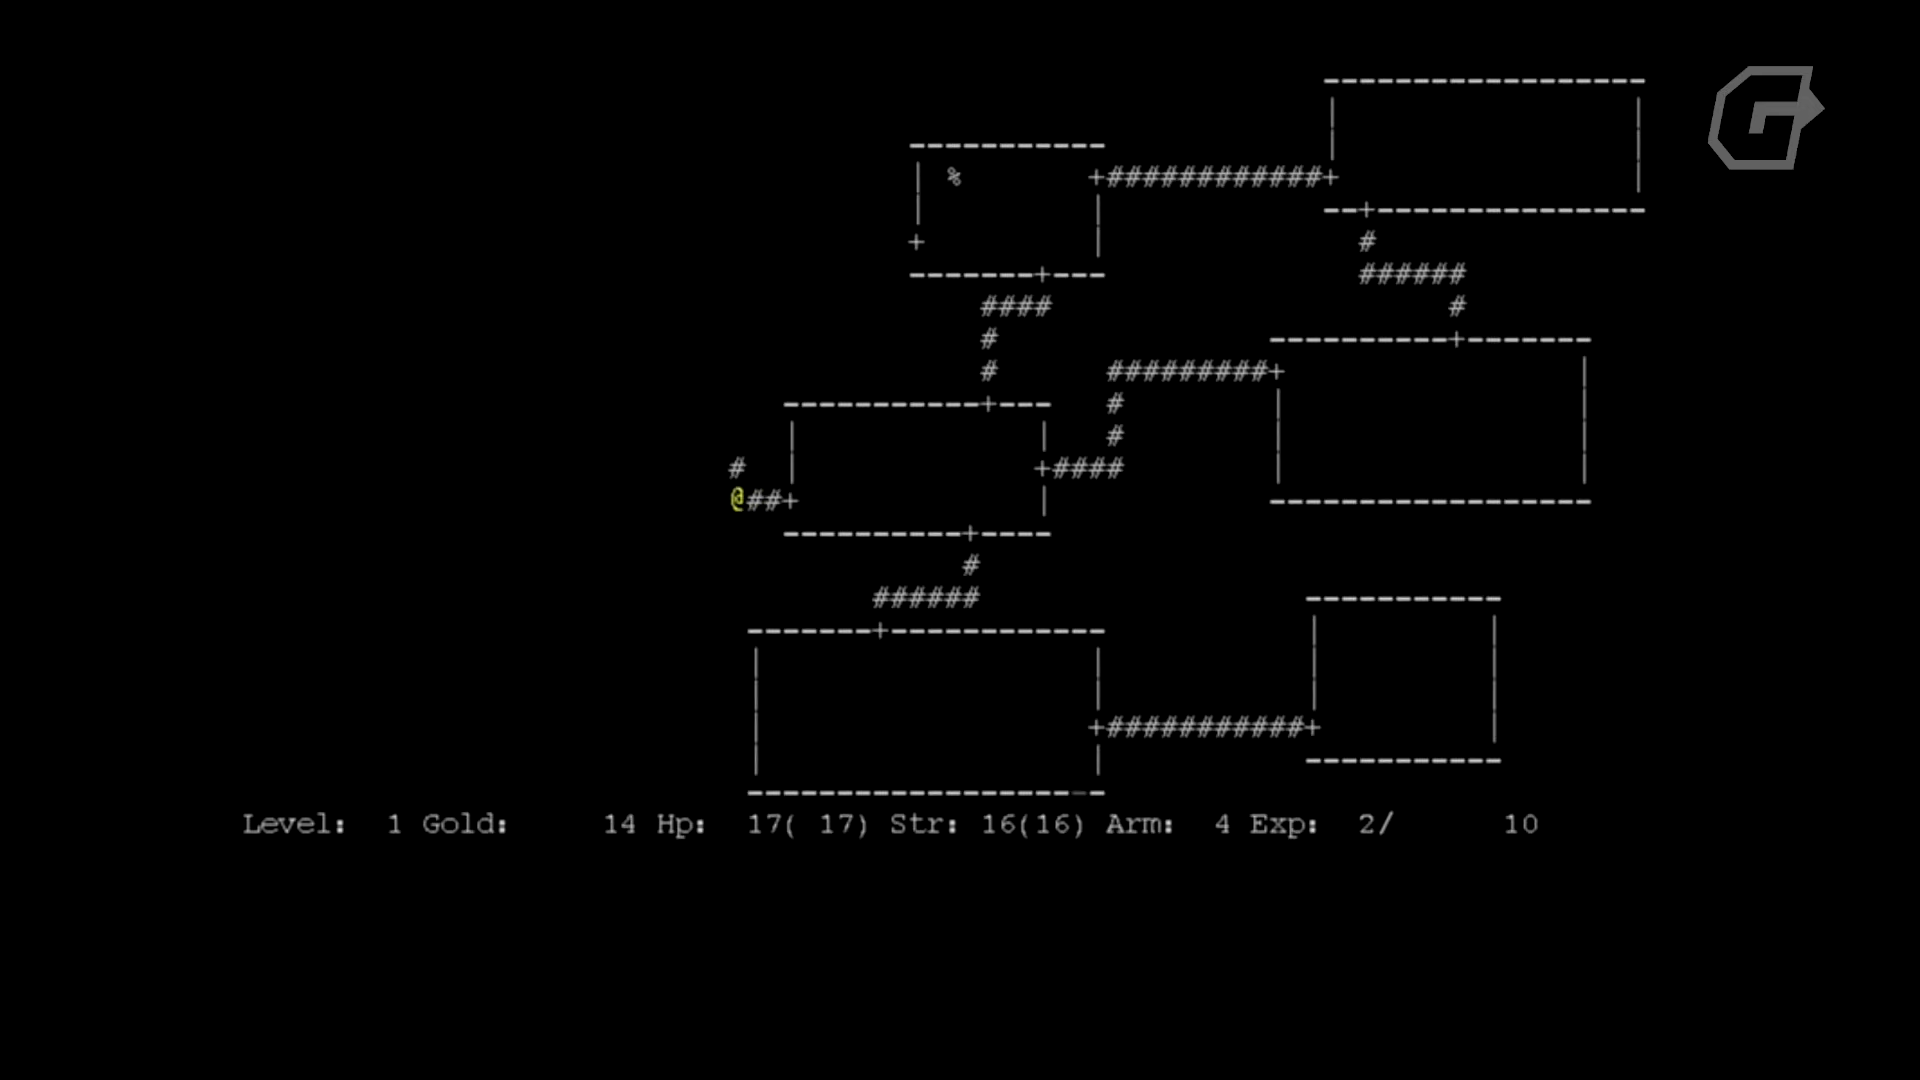 -----------------
| |
----------- | |
| % +############+ |
| | --+---------------
+ | #
-------+--- ######
#### #
# ----------+-------
# #########+ |
-----------+--- # | |
| | # | |
# | +#### | |
@##+ | ------------------
----------+----
#
###### -----------
-------+------------ | |
| | | |
| | | |
| +###########+ |
| | -----------
--------------------
Level: 1 Gold: 14 Hp: 17( 17) Str: 16(16) Arm: 4 Exp: 2/ 10